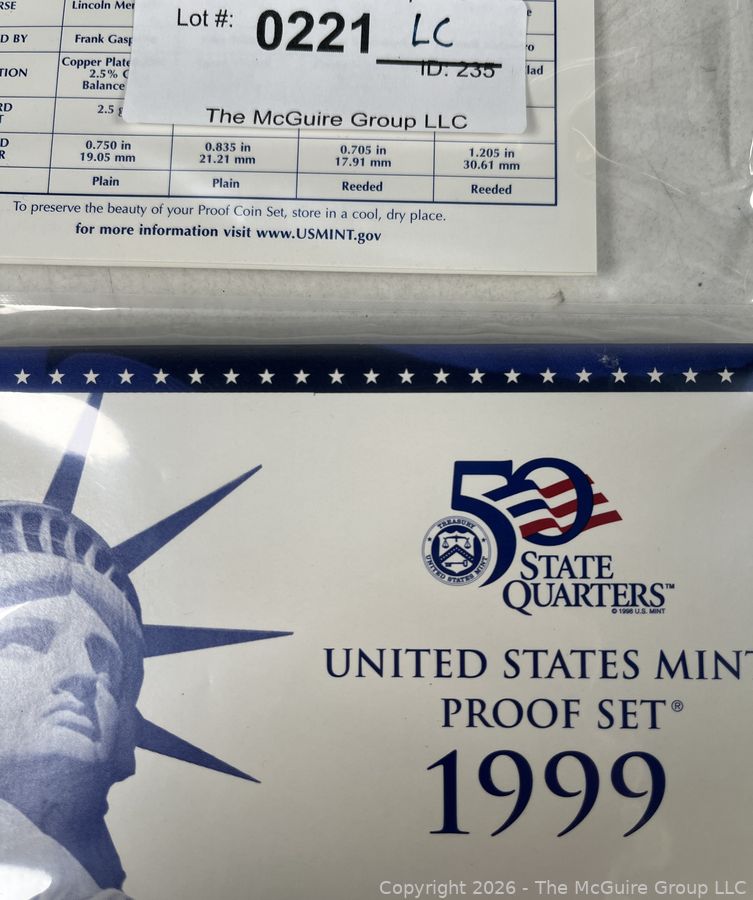 RSE Lincoln Mem
Lot #: 0221 LC
D BY Frank Gasp
ID: 235
TION Copper Plate
2.5% C
Balance
lad
RD 2.5 g
The McGuire Group LLC
D 0.750 in 0.835 in 0.705 in 1.205 in
R 19.05 mm 21.21 mm 17.91 mm 30.61 mm
Plain Plain Reeded Reeded
To preserve the beauty of your Proof Coin Set, store in a cool, dry place.
for more information visit www.USMINT.gov
50
TREASURY
UNITED STATES MINT
STATE
QUARTERS™
© 1998 U.S. MINT
UNITED STATES MINT
PROOF SET®
1999
Copyright 2026 - The McGuire Group LLC